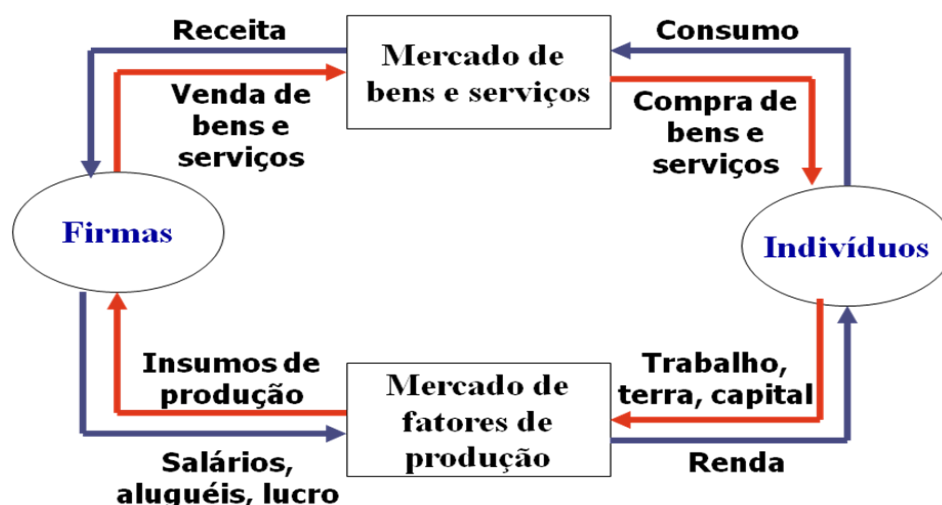 Receita
Mercado de
bens e serviços
Consumo
Venda de
bens e
serviços
Compra de
bens e
serviços
Firmas
Indivíduos
Insumos de
produção
Mercado de
fatores de
produção
Trabalho,
terra, capital
Salários,
aluguéis, lucro
Renda